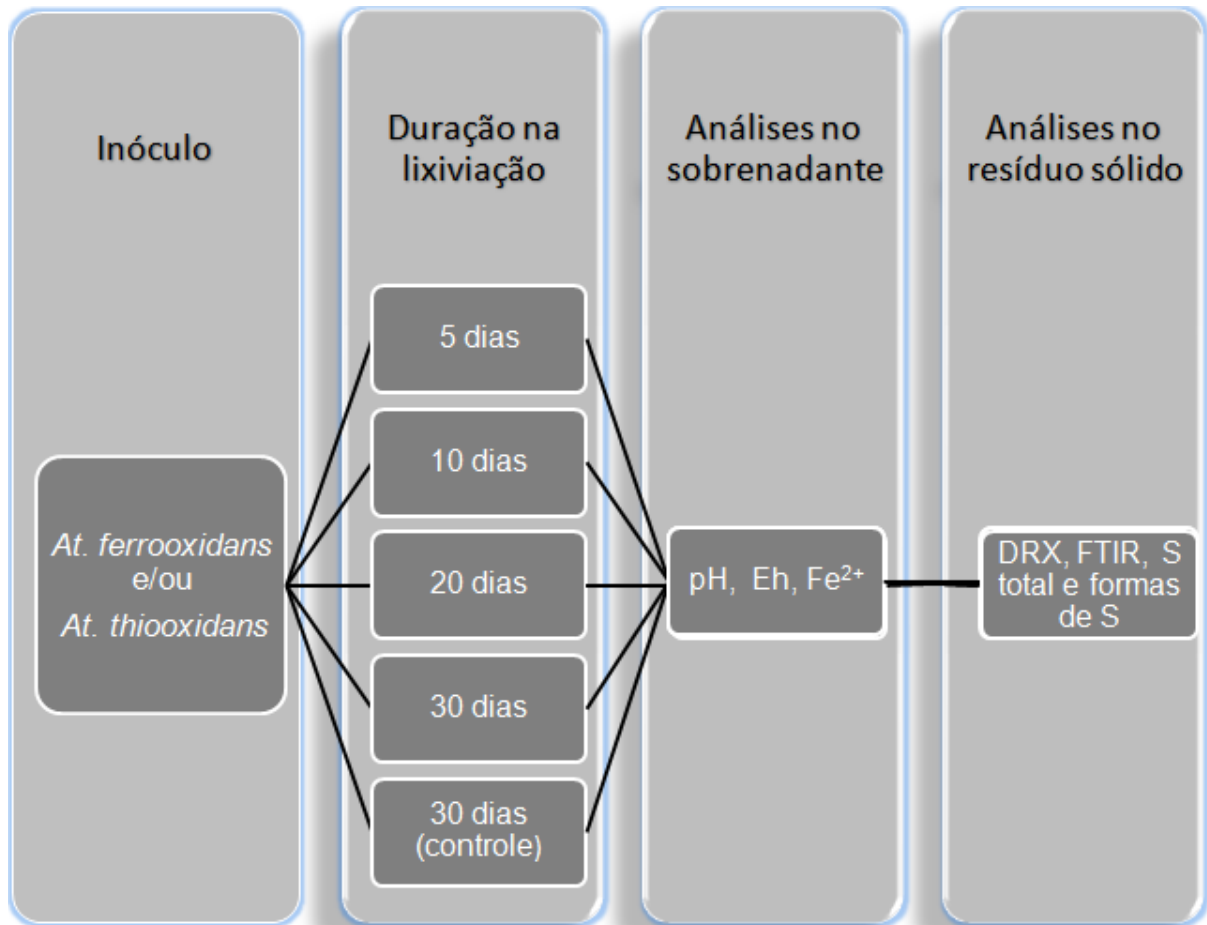 Inóculo
Duração na
lixiviação
Análises no
sobrenadante
Análises no
resíduo sólido
At. ferrooxidans
e/ou
At. thiooxidans
5 dias
10 dias
20 dias
30 dias
30 dias
(controle)
pH, Eh, Fe²⁺
DRX, FTIR, S
total e formas
de S